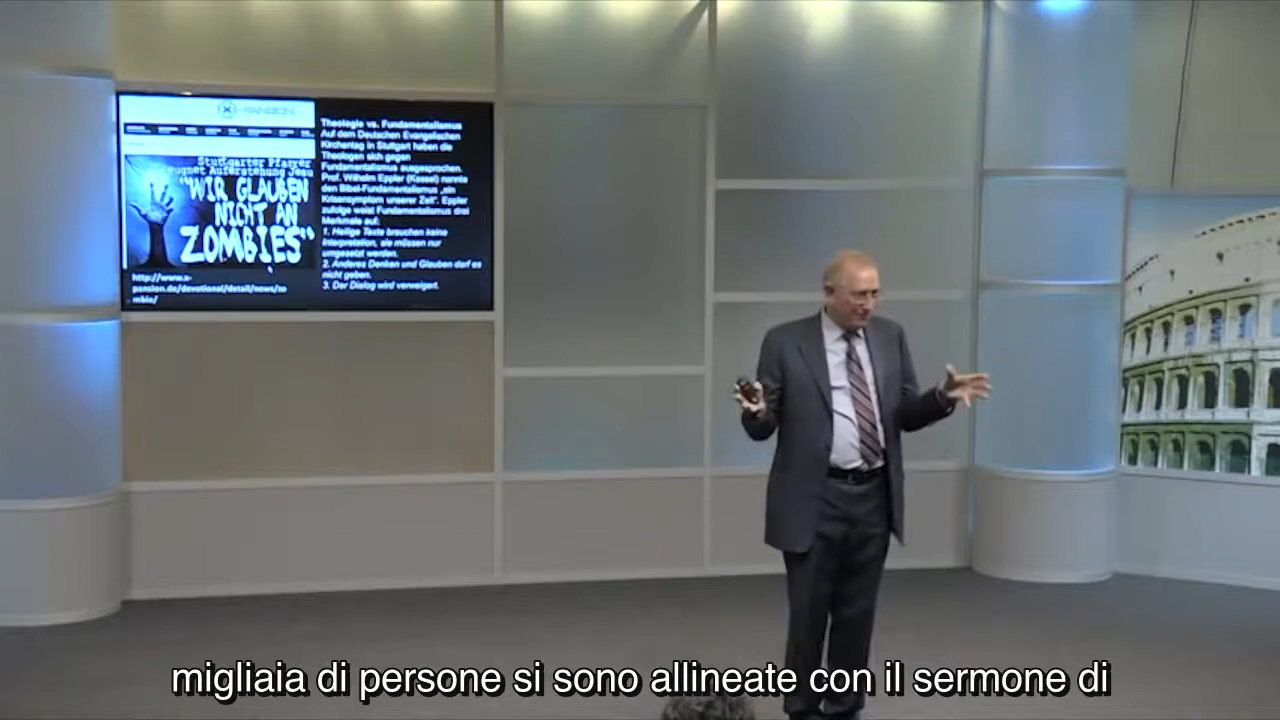 X-PANSION
Stuttgarter Pfarrer
leugnet Auferstehung Jesu
"WIR GLAUBEN
NICHT AN
ZOMBIES"
http://www.x-
pansion.de/devotional/detail/news/zo
mbie/
Theologie vs. Fundamentalismus
Auf dem Deutschen Evangelischen
Kirchentag in Stuttgart haben die
Theologen sich gegen
Fundamentalismus ausgesprochen.
Prof. Wilhelm Eppler (Kassel) nannte
den Bibel-Fundamentalismus „ein
Krisensymptom unserer Zeit". Eppler
zufolge weist Fundamentalismus drei
Merkmale auf:
1. Heilige Texte brauchen keine
Interpretation, sie müssen nur
umgesetzt werden.
2. Anderes Denken und Glauben darf es
nicht geben.
3. Der Dialog wird verweigert.
migliaia di persone si sono allineate con il sermone di